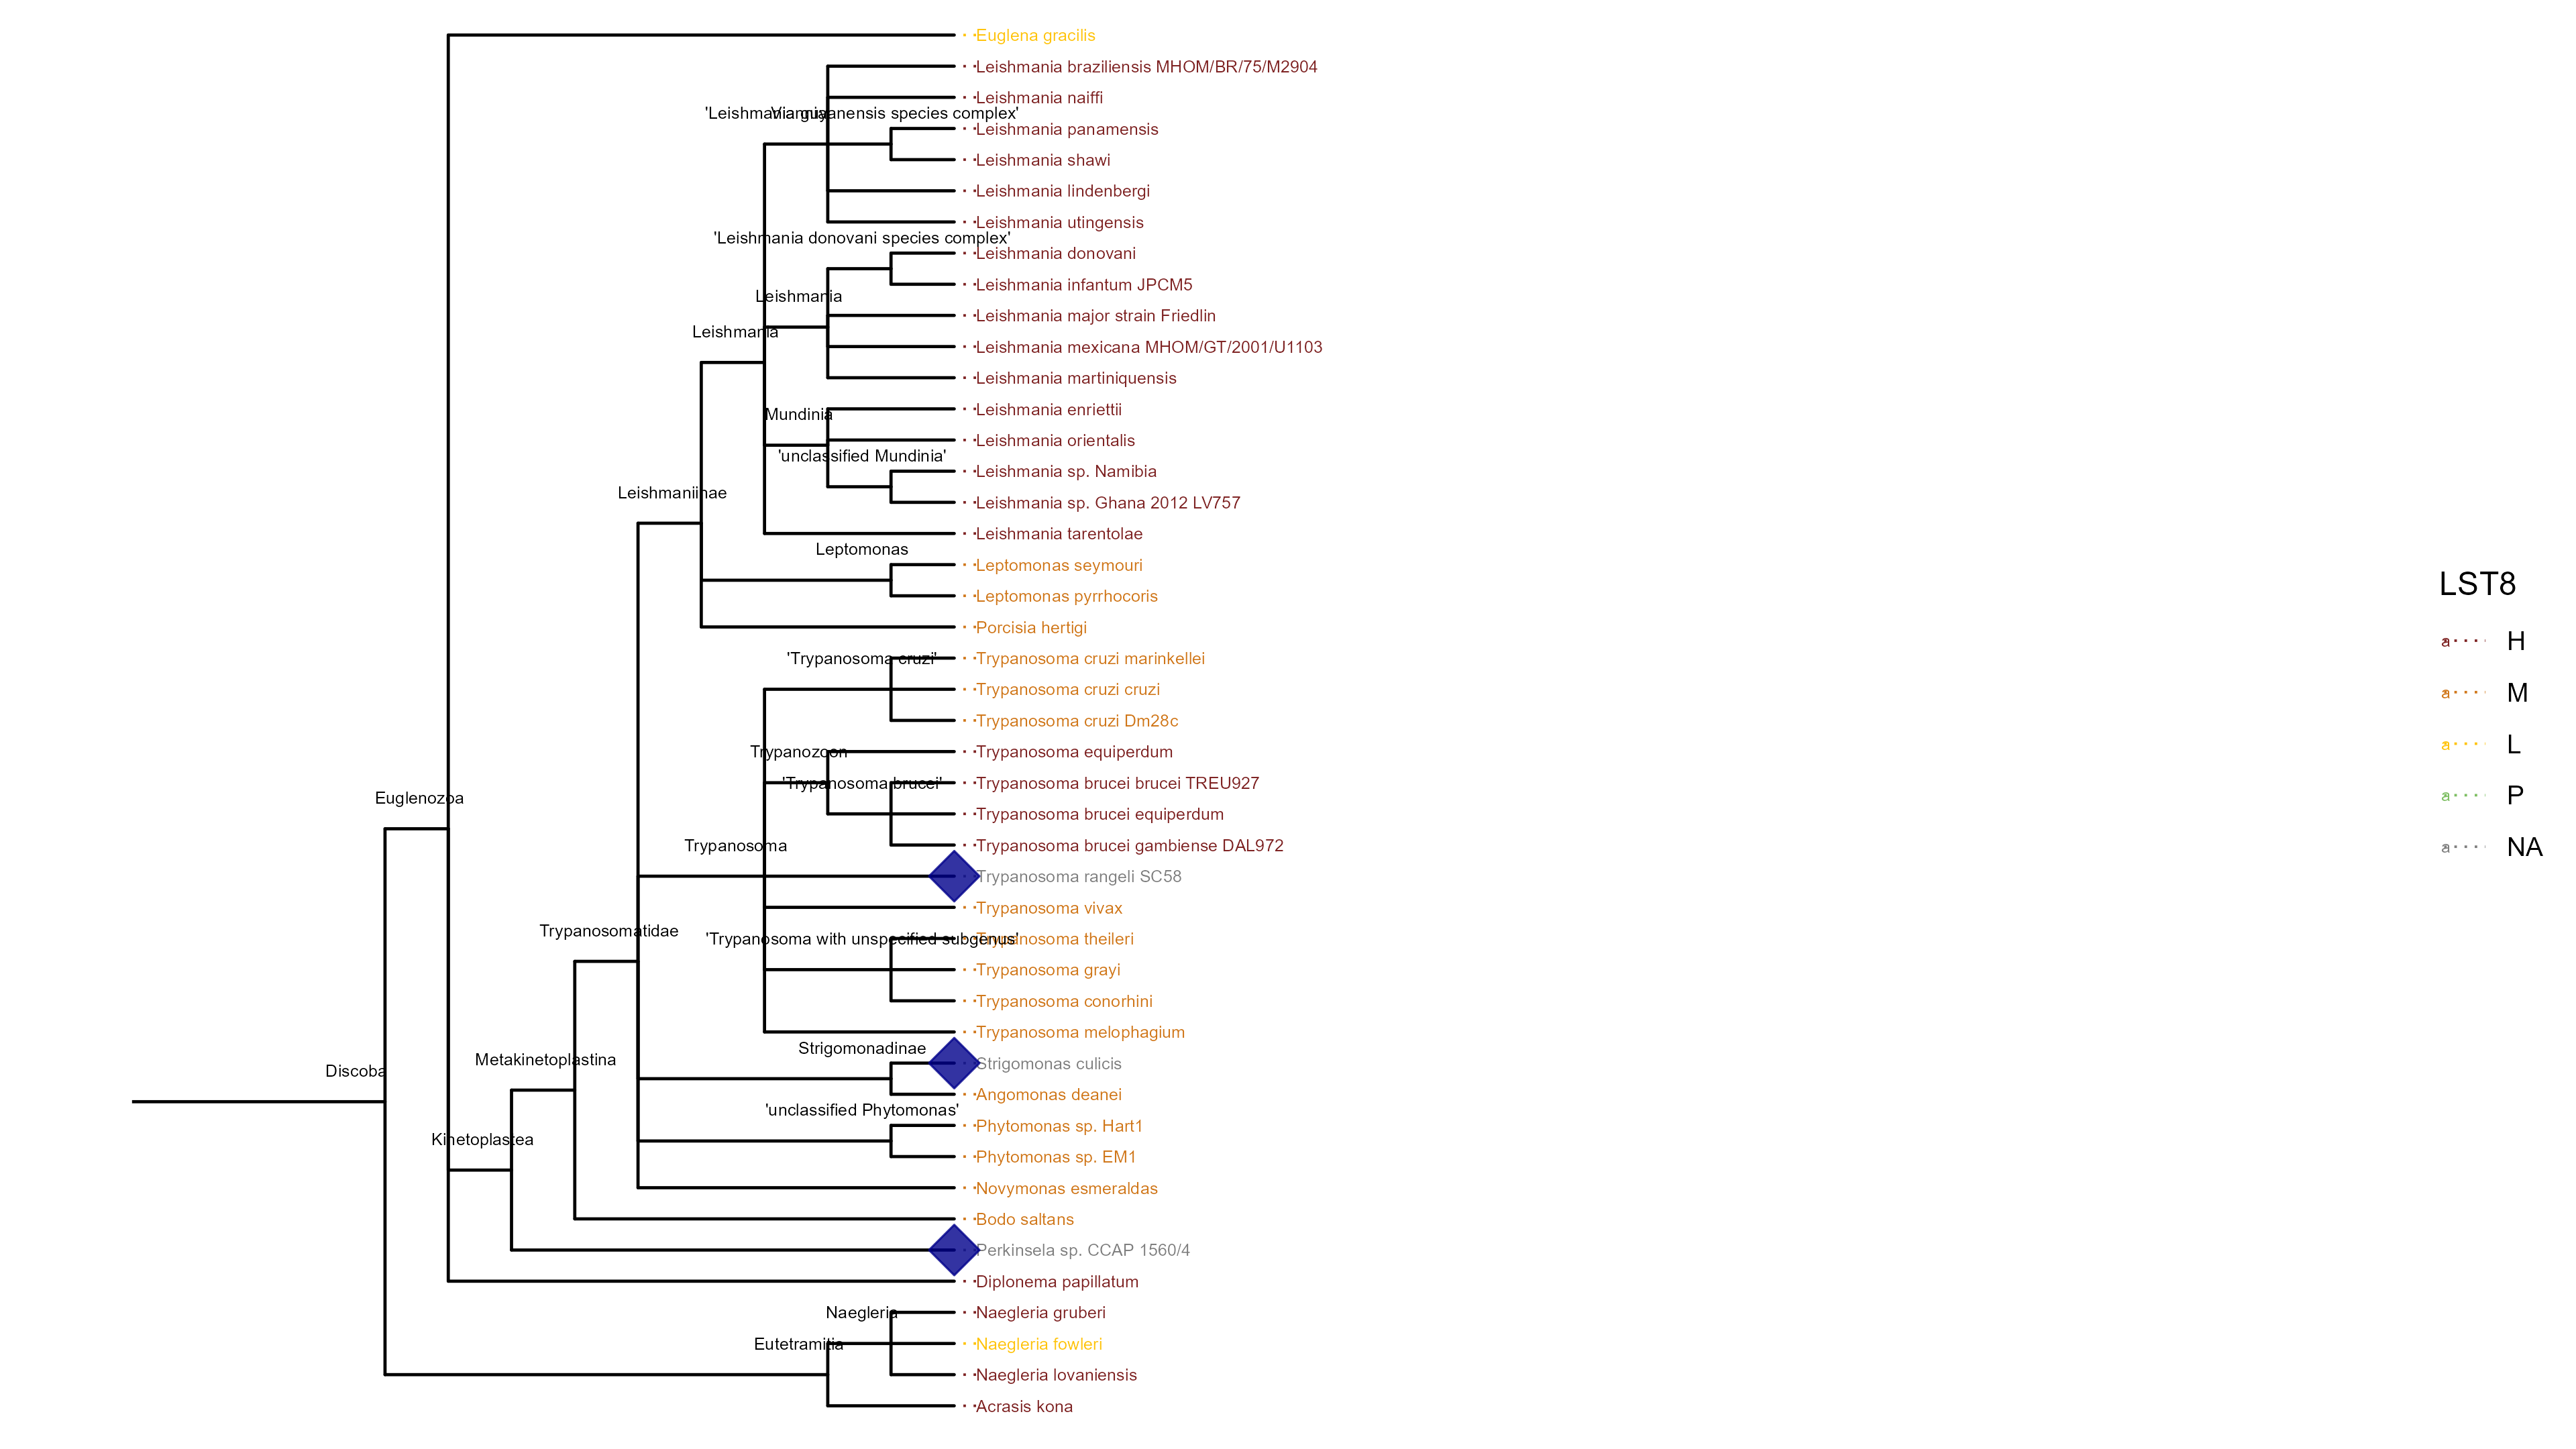 Euglena gracilis
Leishmania braziliensis MHOM/BR/75/M2904
Leishmania naiffi
'Leishmania guyanensis species complex'
Viannia
Leishmania panamensis
Leishmania shawi
Leishmania lindenbergi
Leishmania utingensis
'Leishmania donovani species complex'
Leishmania donovani
Leishmania infantum JPCM5
Leishmania
Leishmania major strain Friedlin
Leishmania
Leishmania mexicana MHOM/GT/2001/U1103
Leishmania martiniquensis
Mundinia
Leishmania enriettii
Leishmania orientalis
'unclassified Mundinia'
Leishmania sp. Namibia
Leishmaniinae
Leishmania sp. Ghana 2012 LV757
Leishmania tarentolae
Leptomonas
Leptomonas seymouri
Leptomonas pyrrhocoris
Porcisia hertigi
'Trypanosoma cruzi'
Trypanosoma cruzi marinkellei
Trypanosoma cruzi cruzi
Trypanosoma cruzi Dm28c
Trypanozoon
Trypanosoma equiperdum
'Trypanosoma brucei'
Trypanosoma brucei brucei TREU927
Euglenozoa
Trypanosoma brucei equiperdum
Trypanosoma
Trypanosoma brucei gambiense DAL972
Trypanosoma rangeli SC58
Trypanosoma vivax
Trypanosomatidae
'Trypanosoma with unspecified subgenus'
Trypanosoma theileri
Trypanosoma grayi
Trypanosoma conorhini
Trypanosoma melophagium
Strigomonadinae
Metakinetoplastina
Strigomonas culicis
Discoba
Angomonas deanei
'unclassified Phytomonas'
Phytomonas sp. Hart1
Kinetoplastea
Phytomonas sp. EM1
Novymonas esmeraldas
Bodo saltans
Perkinsela sp. CCAP 1560/4
Diplonema papillatum
Naegleria
Naegleria gruberi
Eutetramitia
Naegleria fowleri
Naegleria lovaniensis
Acrasis kona
LST8
a H
a M
a L
a P
a NA